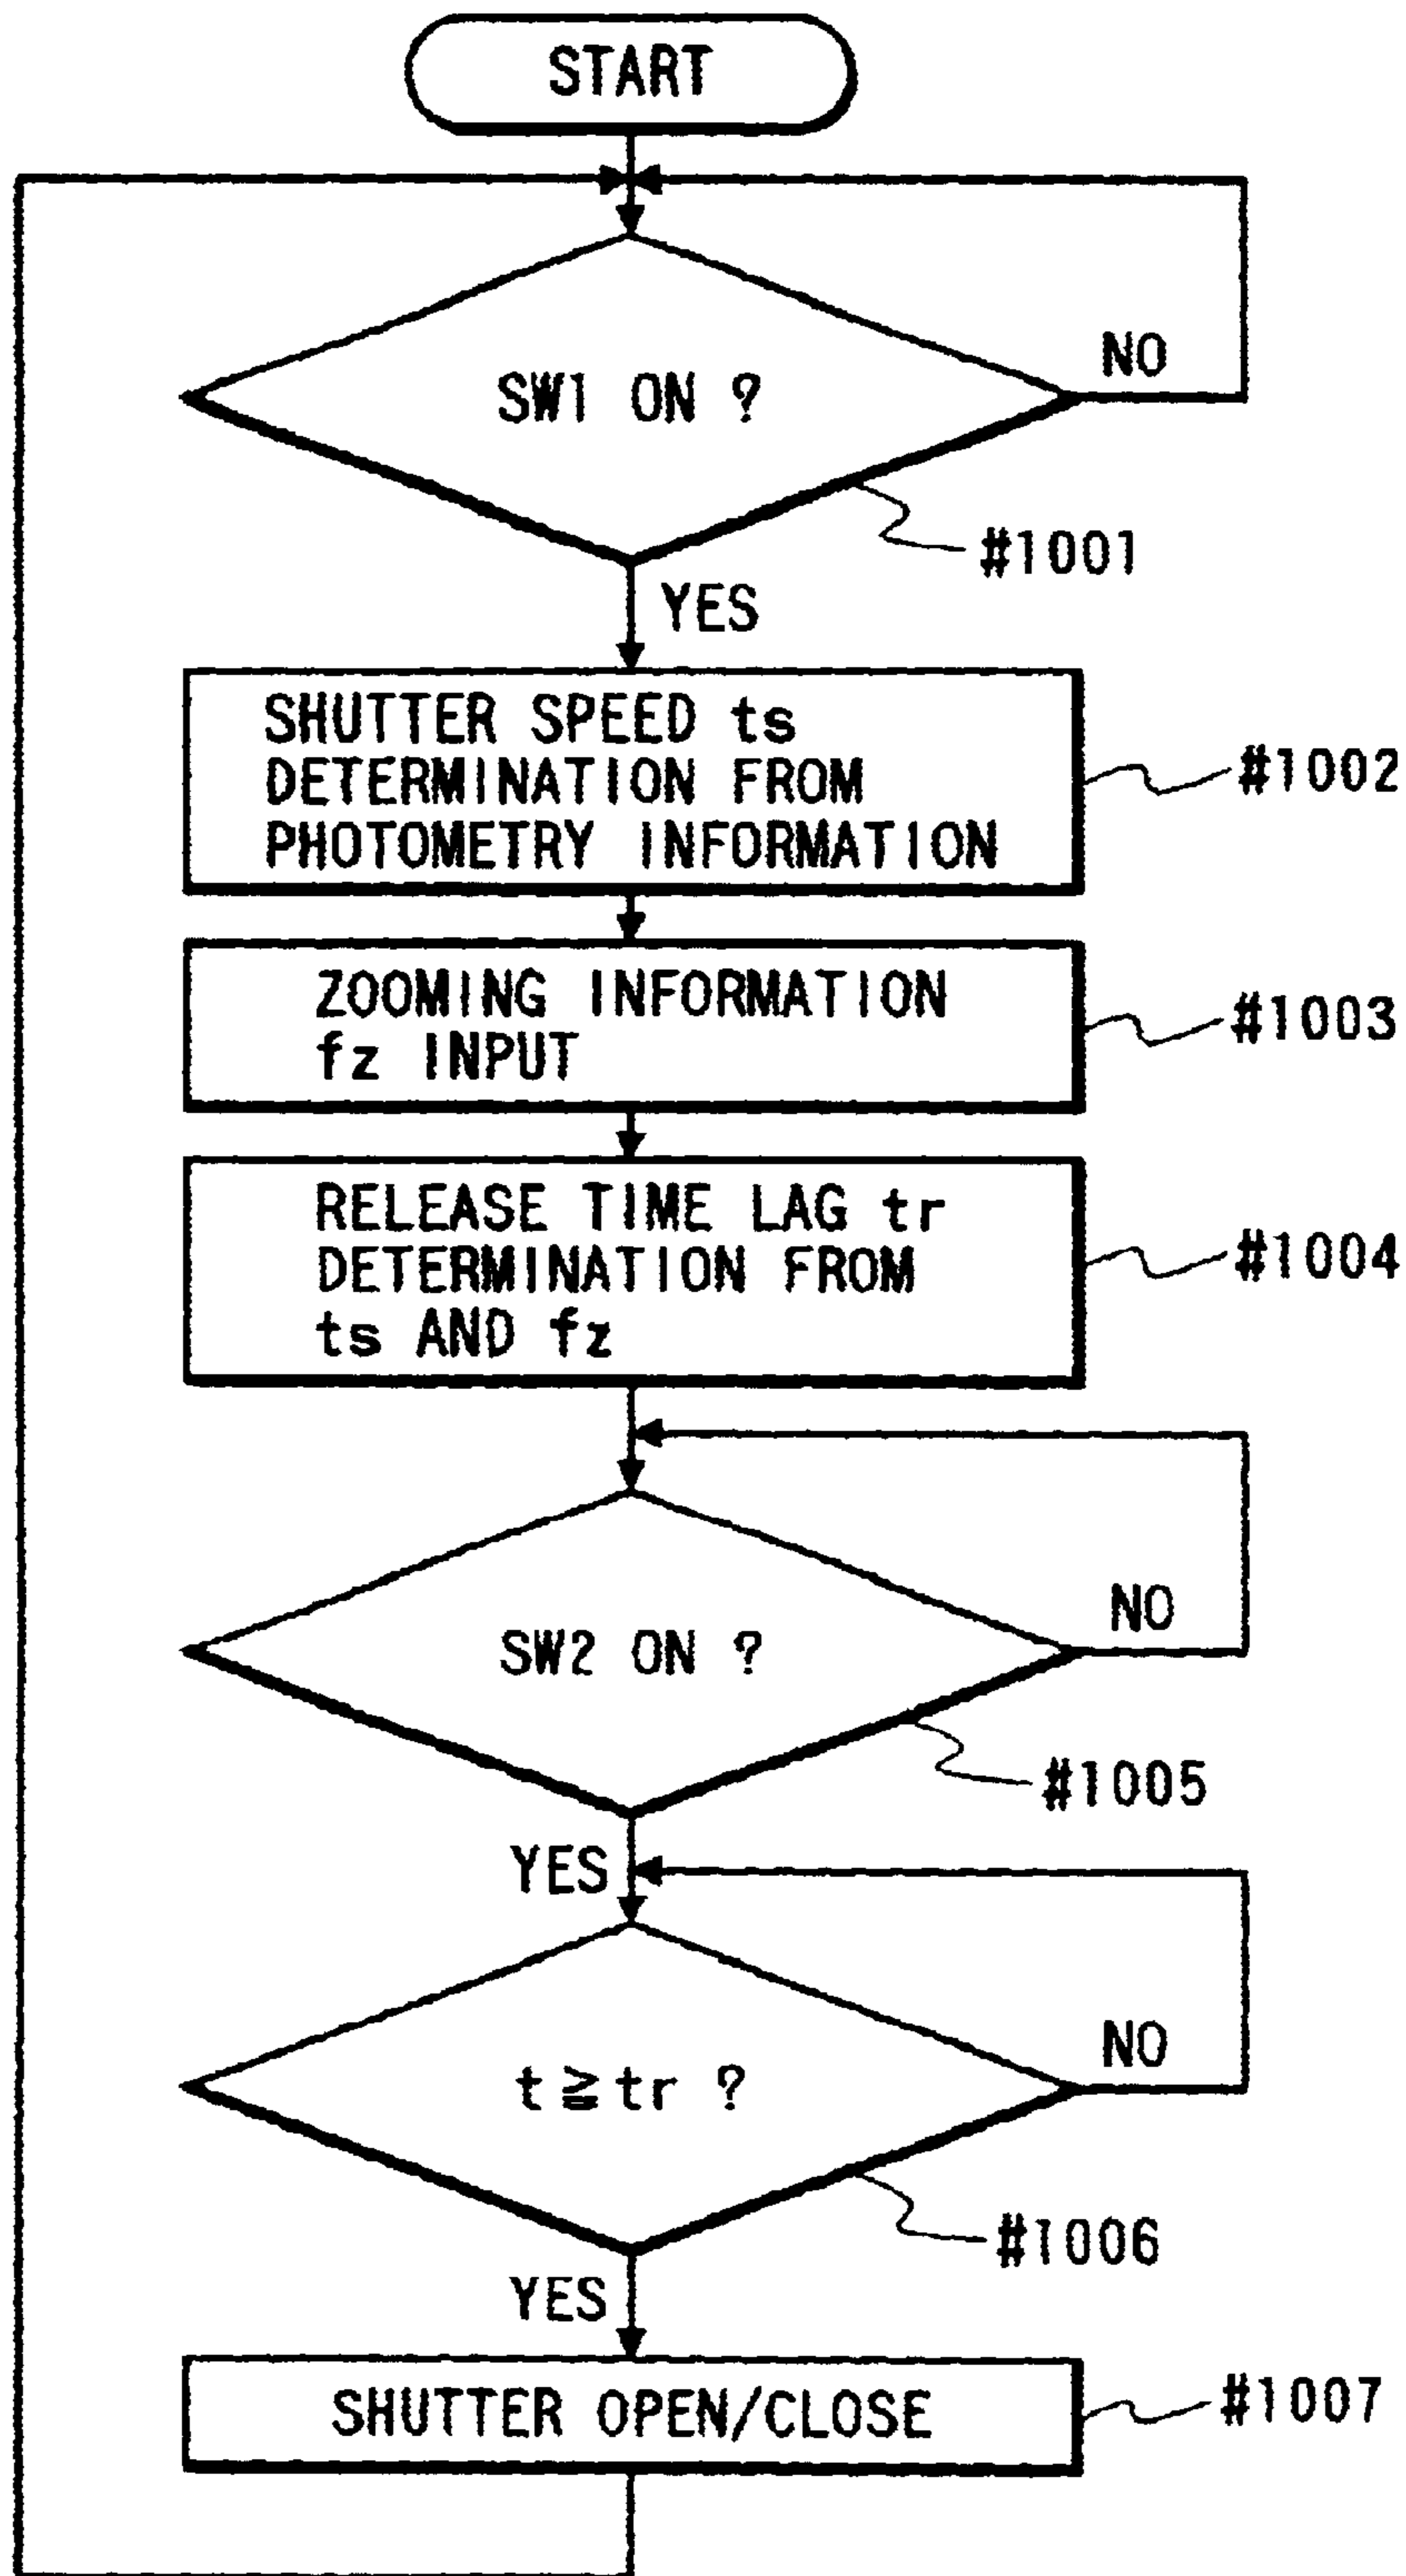 START
SW1 ON ?
NO
#1001
YES
SHUTTER SPEED ts
DETERMINATION FROM
PHOTOMETRY INFORMATION
#1002
ZOOMING INFORMATION
fz INPUT
#1003
RELEASE TIME LAG tr
DETERMINATION FROM
ts AND fz
#1004
SW2 ON ?
NO
#1005
YES
t≧tr ?
NO
#1006
YES
SHUTTER OPEN/CLOSE
#1007